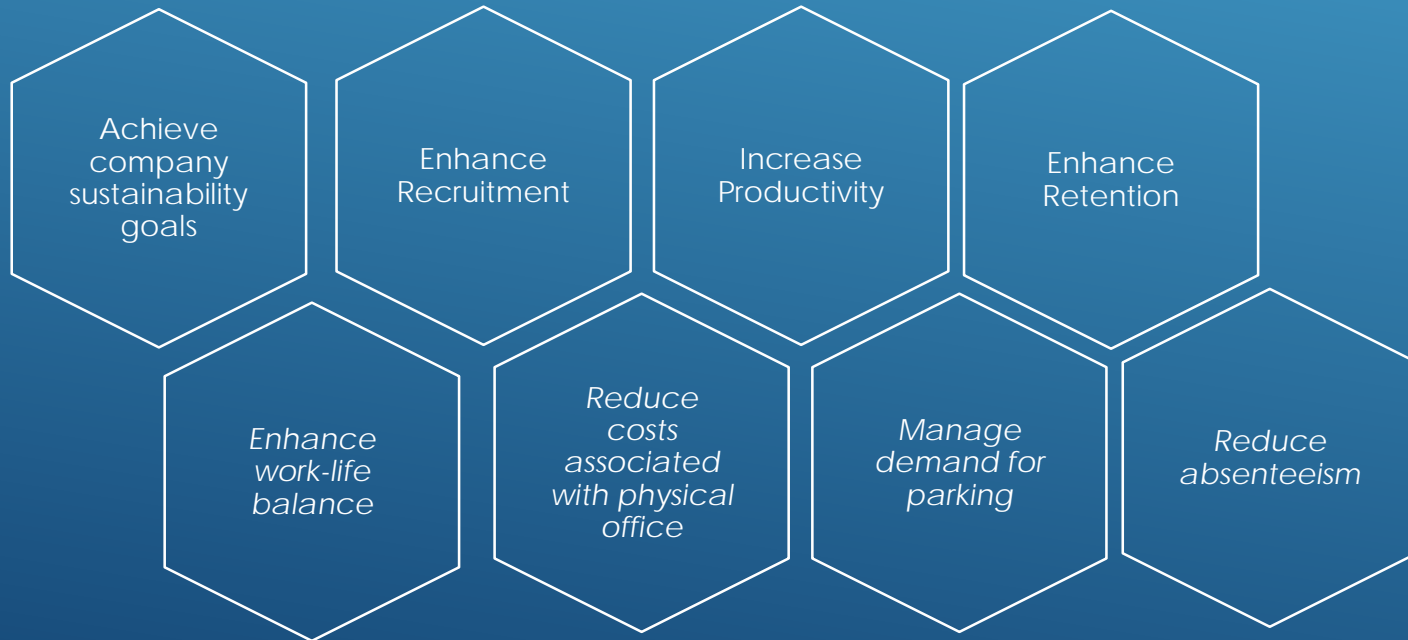 Achieve
company
sustainability
goals
Enhance
Recruitment
Increase
Productivity
Enhance
Retention
Enhance
work-life
balance
Reduce
costs
associated
with physical
office
Manage
demand for
parking
Reduce
absenteeism